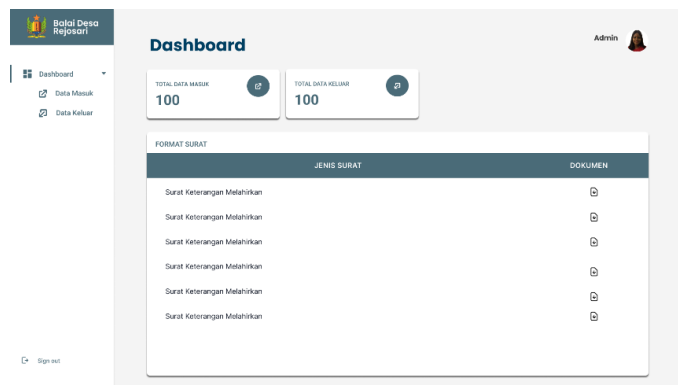 Balai Desa
Rejosari
Dashboard
Data Masuk
Data Keluar
Sign out
Dashboard
Admin
TOTAL DATA MASUK
100
TOTAL DATA KELUAR
100
FORMAT SURAT
JENIS SURAT DOKUMEN
Surat Keterangan Melahirkan
Surat Keterangan Melahirkan
Surat Keterangan Melahirkan
Surat Keterangan Melahirkan
Surat Keterangan Melahirkan
Surat Keterangan Melahirkan